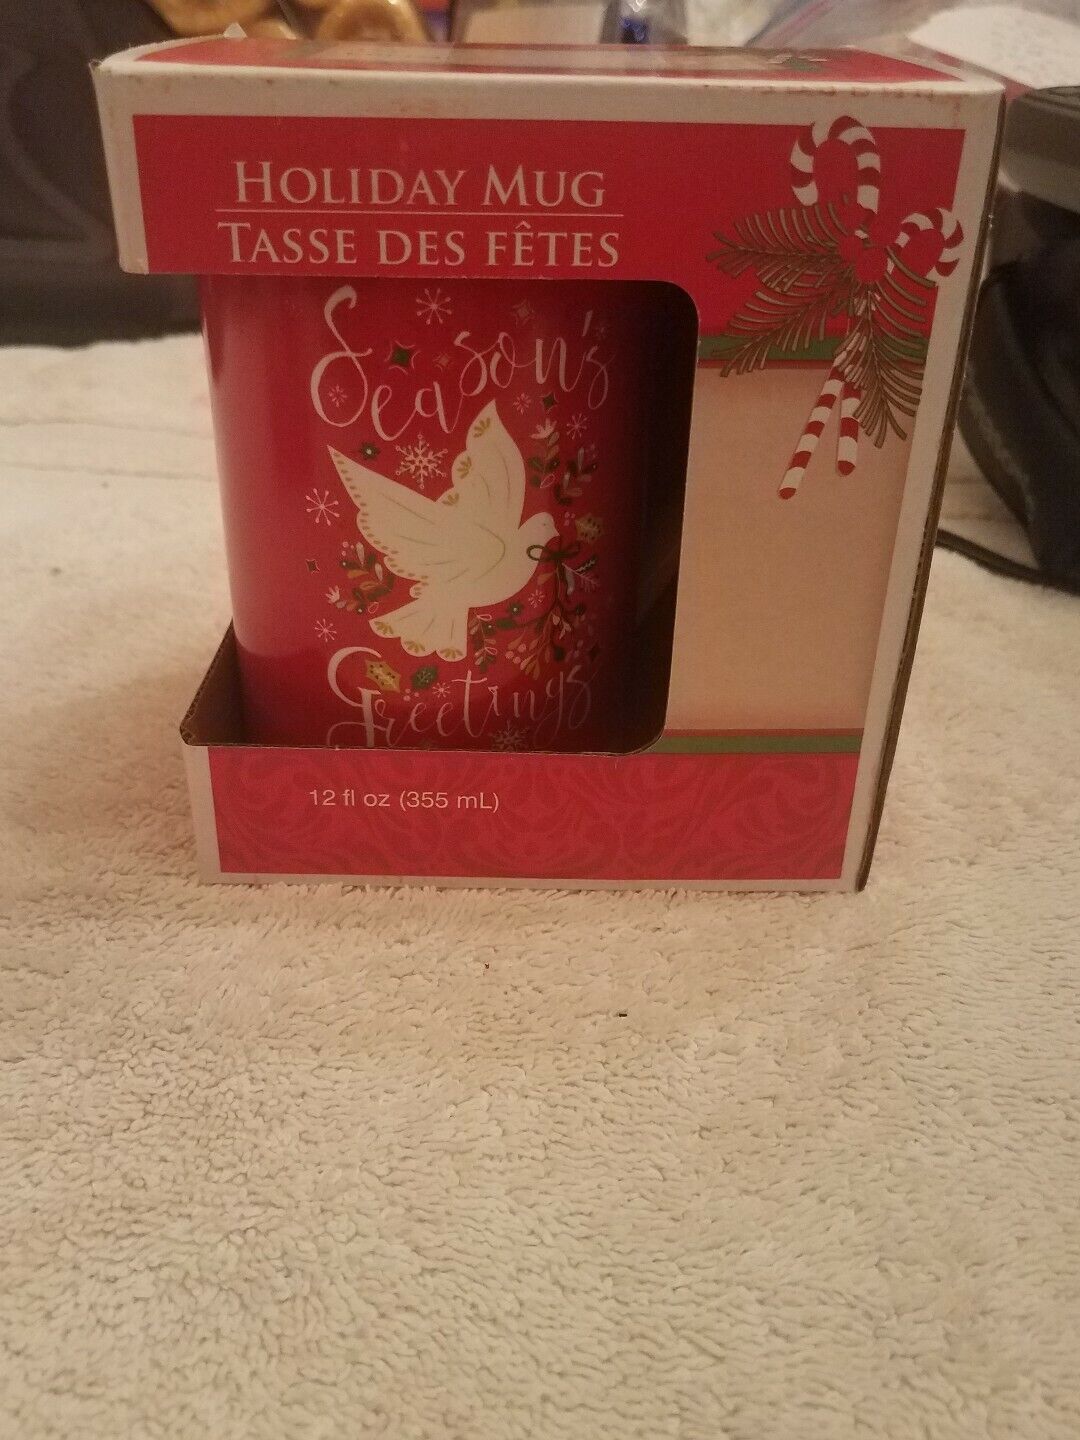 HOLIDAY MUG
TASSE DES FÊTES
Season's
Greetings
12 fl oz (355 mL)